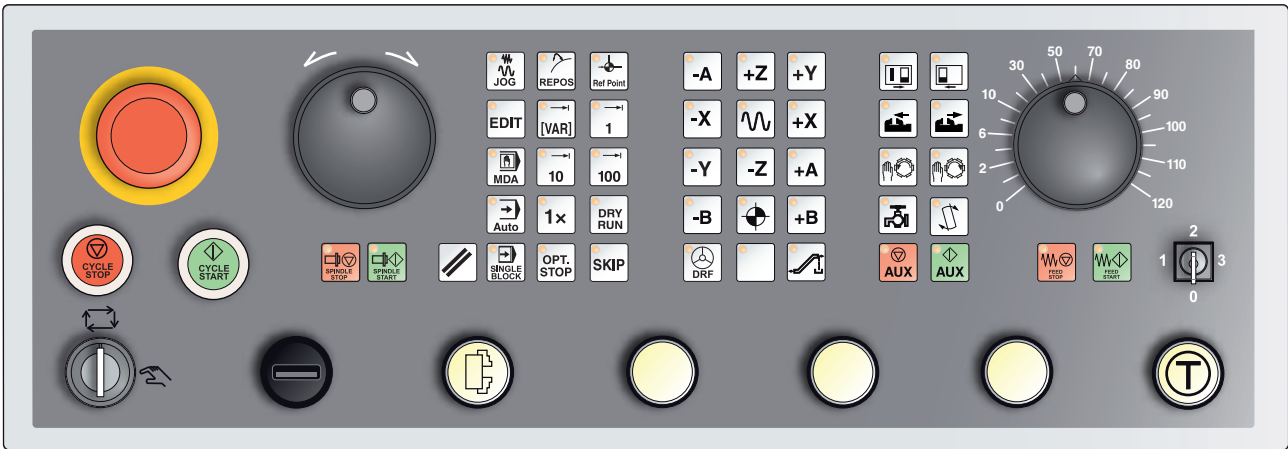 JOG
REPOS
Ref Point
-A
+Z
+Y
EDIT
[VAR]
1
-X
+X
MDA
10
100
-Y
-Z
+A
Auto
1x
DRY
RUN
-B
+B
SPINDLE
STOP
SPINDLE
START
SINGLE
BLOCK
OPT.
STOP
SKIP
DRF
AUX
AUX
FEED
STOP
FEED
START
CYCLE
STOP
CYCLE
START
0
2
6
10
30
50
70
80
90
100
110
120
2
1
3
0
T